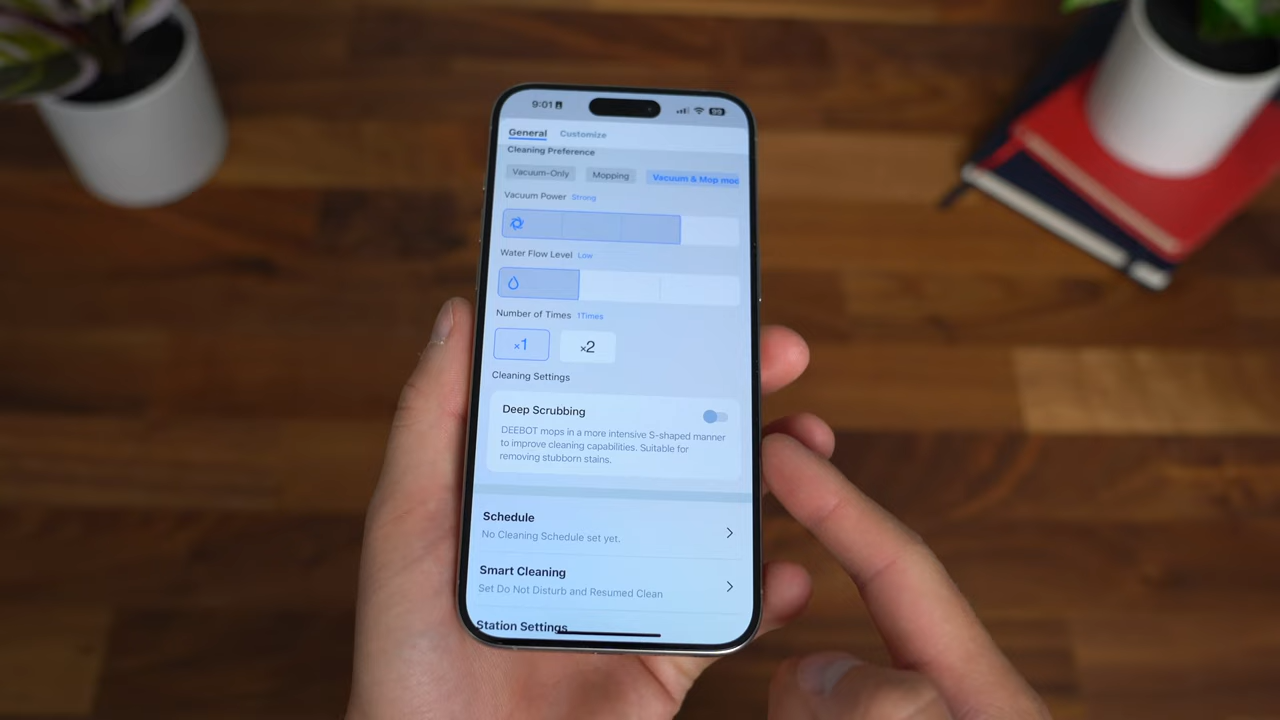 9:01
General Customize
Cleaning Preference
Vacuum-Only Mopping Vacuum & Mop mod
Vacuum Power Strong
Water Flow Level Low
Number of Times 1Times
×1 ×2
Cleaning Settings
Deep Scrubbing
DEEBOT mops in a more intensive S-shaped manner
to improve cleaning capabilities. Suitable for
removing stubborn stains.
Schedule
No Cleaning Schedule set yet.
Smart Cleaning
Set Do Not Disturb and Resumed Clean
Station Settings